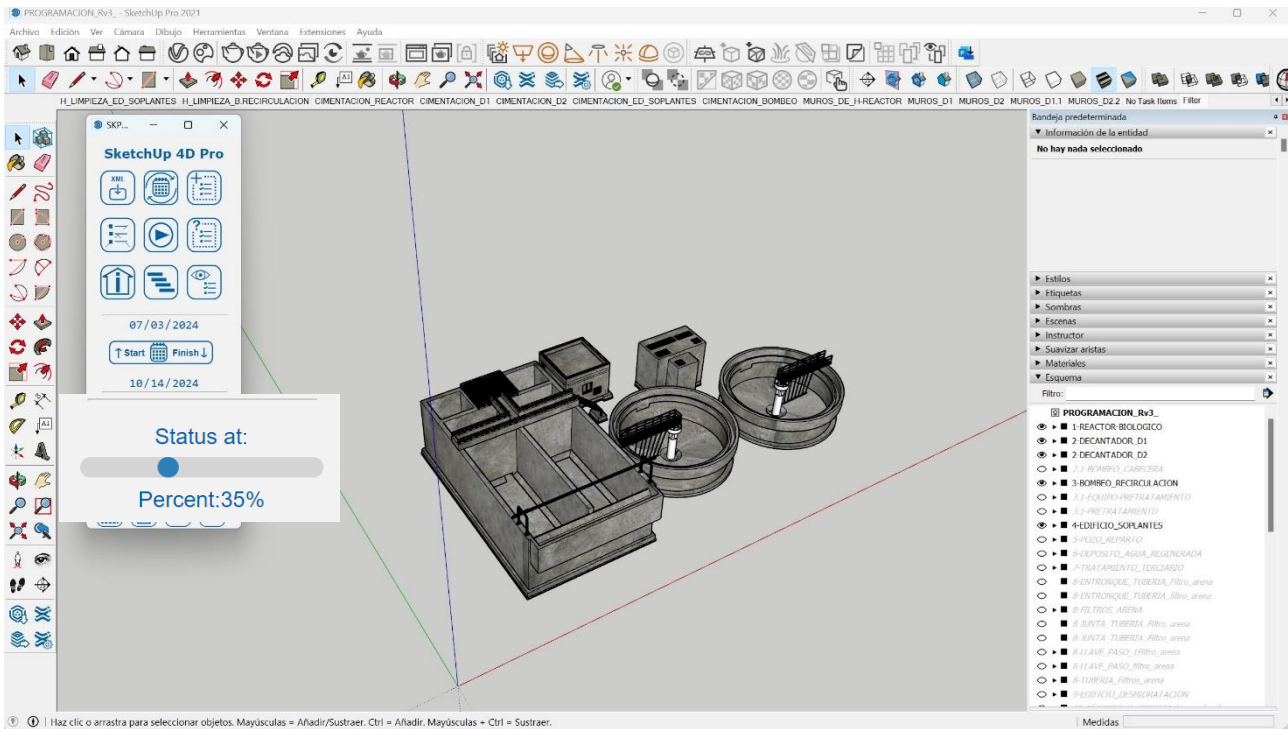 PROGRAMACION_Rv3_ - SketchUp Pro 2021
Archivo Edición Ver Cámara Dibujo Herramientas Ventana Extensiones Ayuda
H_LIMPIEZA_ED_SOPLANTES H_LIMPIEZA_B.RECIRCULACION CIMENTACION_REACTOR CIMENTACION_D1 CIMENTACION_D2 CIMENTACION_ED_SOPLANTES CIMENTACION_BOMBEO MUROS_DE_H-REACTOR MUROS_D1 MUROS_D2 MUROS_D1.1 MUROS_D2.2 No Task Items Filter
SKP...
SketchUp 4D Pro
XML
07/03/2024
↑ Start Finish ↓
10/14/2024
Status at:
Percent:35%
Bandeja predeterminada
Información de la entidad
No hay nada seleccionado
Estilos
Etiquetas
Sombras
Escenas
Instructor
Suavizar aristas
Materiales
Esquema
Filtro:
PROGRAMACION_Rv3_
1-REACTOR-BIOLOGICO
2-DECANTADOR_D1
2-DECANTADOR_D2
2.1-BOMBEO_CABECERA
3-BOMBEO_RECIRCULACION
3.1-EQUIPO-PRETRATAMIENTO
3.1-PRETRATAMIENTO
4-EDIFICIO_SOPLANTES
5-POZO_REPARTO
6-DEPOSITO_AGUA_REGENERADA
7-TRATAMIENTO_TERCIARIO
8-ENTRONQUE_TUBERIA_Filtro_arena
8-ENTRONQUE_TUBERIA_filtro_arena
8-FILTROS_ARENA
8-JUNTA_TUBERIA_Filtro_arena
8-JUNTA_TUBERIA_Filtro_arena
8-LLAVE_PASO_1Filtro_arena
8-LLAVE_PASO_filtro_arena
8-TUBERIA_Filtros_arena
9-EDIFICIO_DESHIDRATACION
Haz clic o arrastra para seleccionar objetos. Mayúsculas = Añadir/Sustraer. Ctrl = Añadir. Mayúsculas + Ctrl = Sustraer.
Medidas